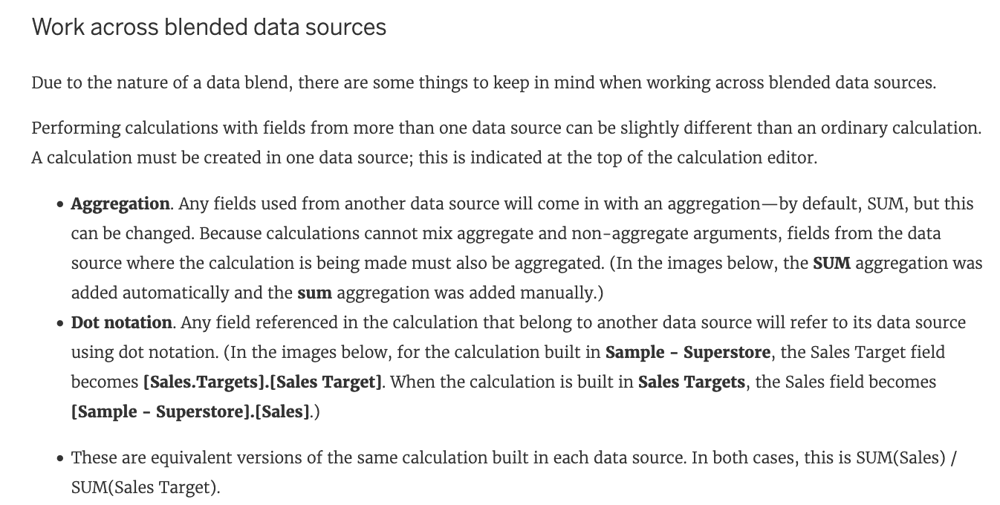 Work across blended data sources
Due to the nature of a data blend, there are some things to keep in mind when working across blended data sources.
Performing calculations with fields from more than one data source can be slightly different than an ordinary calculation.
A calculation must be created in one data source; this is indicated at the top of the calculation editor.
• Aggregation. Any fields used from another data source will come in with an aggregation—by default, SUM, but this
can be changed. Because calculations cannot mix aggregate and non-aggregate arguments, fields from the data
source where the calculation is being made must also be aggregated. (In the images below, the SUM aggregation was
added automatically and the sum aggregation was added manually.)
• Dot notation. Any field referenced in the calculation that belong to another data source will refer to its data source
using dot notation. (In the images below, for the calculation built in Sample - Superstore, the Sales Target field
becomes [Sales.Targets].[Sales Target]. When the calculation is built in Sales Targets, the Sales field becomes
[Sample - Superstore].[Sales].)
• These are equivalent versions of the same calculation built in each data source. In both cases, this is SUM(Sales) /
SUM(Sales Target).